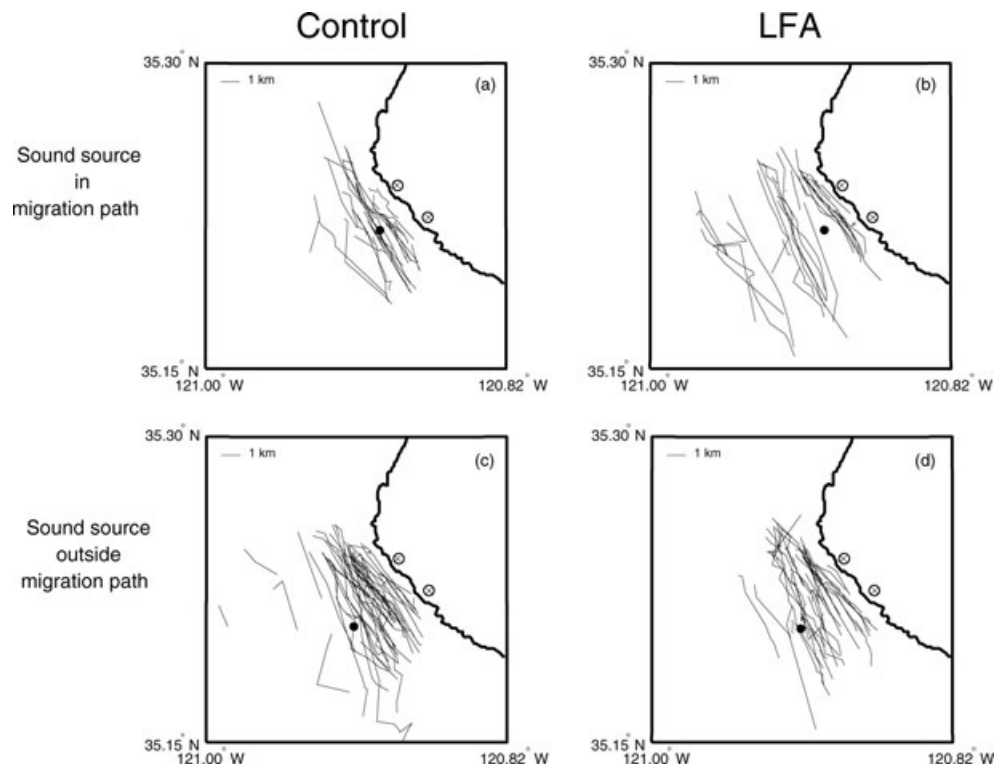 Control
LFA
35.30° N
1 km
(a)
35.30° N
1 km
(b)
Sound source
in
migration path
35.15° N
121.00° W
120.82° W
35.15° N
121.00° W
120.82° W
35.30° N
1 km
(c)
35.30° N
1 km
(d)
Sound source
outside
migration path
35.15° N
121.00° W
120.82° W
35.15° N
121.00° W
120.82° W